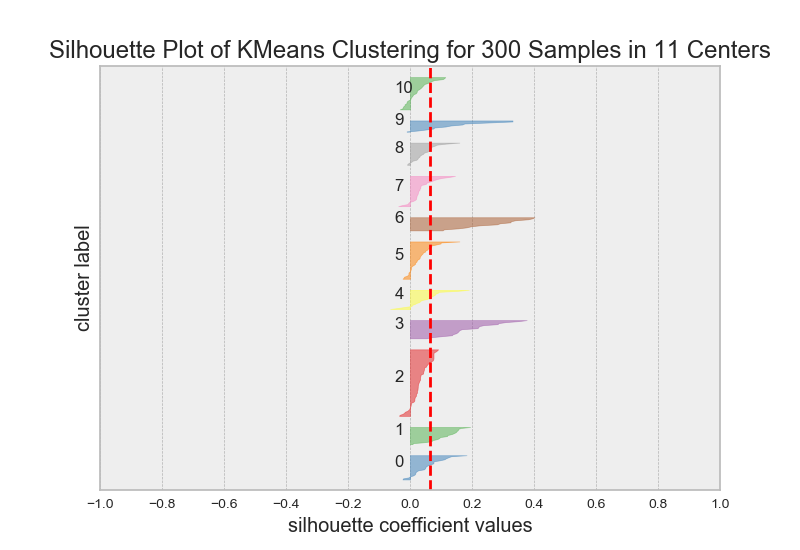 Silhouette Plot of KMeans Clustering for 300 Samples in 11 Centers
10
9
8
7
6
5
4
3
2
1
0
cluster label
−1.0 −0.8 −0.6 −0.4 −0.2 0.0 0.2 0.4 0.6 0.8 1.0
silhouette coefficient values